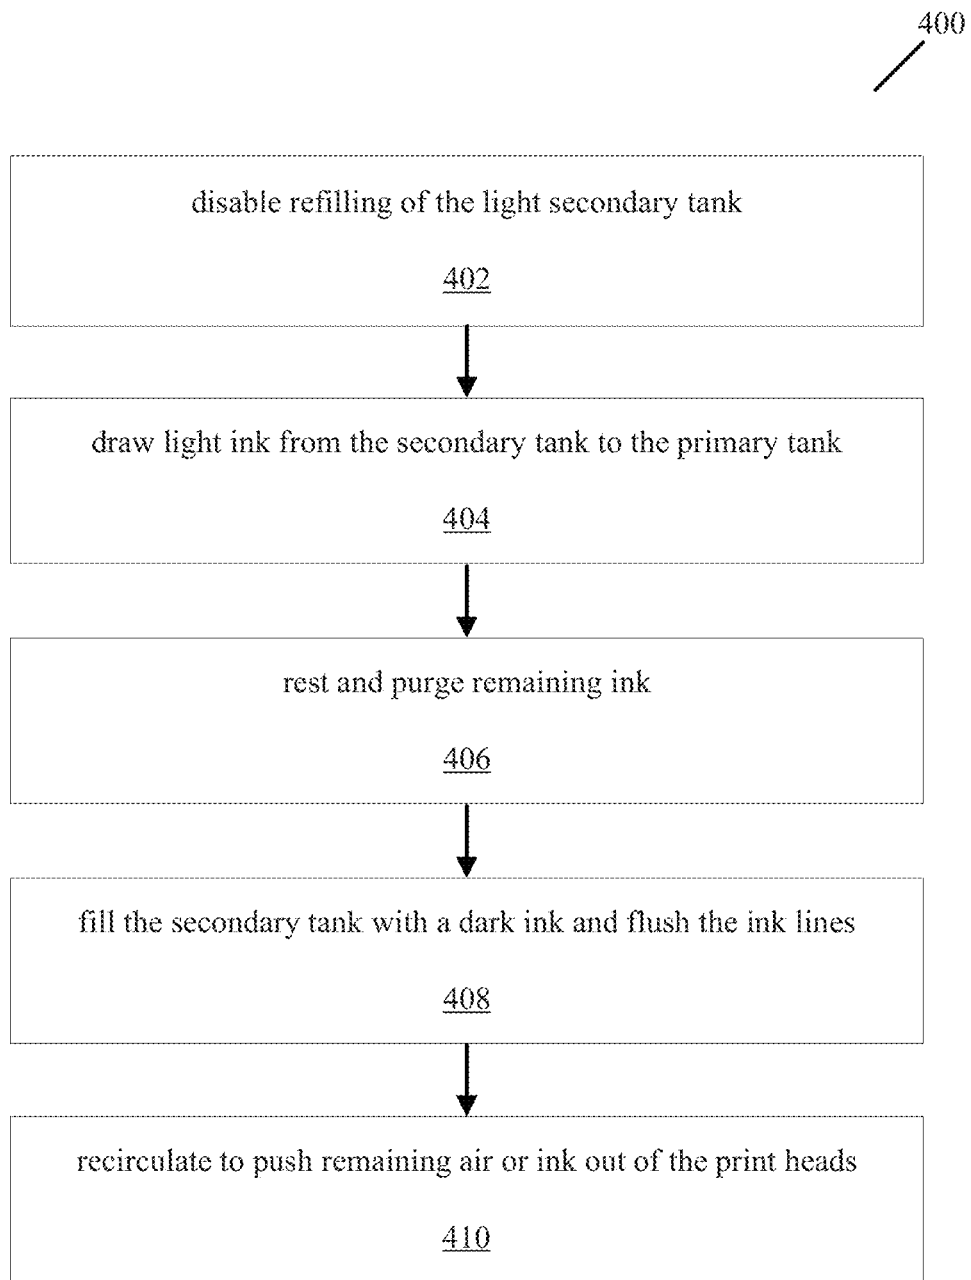 400
disable refilling of the light secondary tank
402
draw light ink from the secondary tank to the primary tank
404
rest and purge remaining ink
406
fill the secondary tank with a dark ink and flush the ink lines
408
recirculate to push remaining air or ink out of the print heads
410